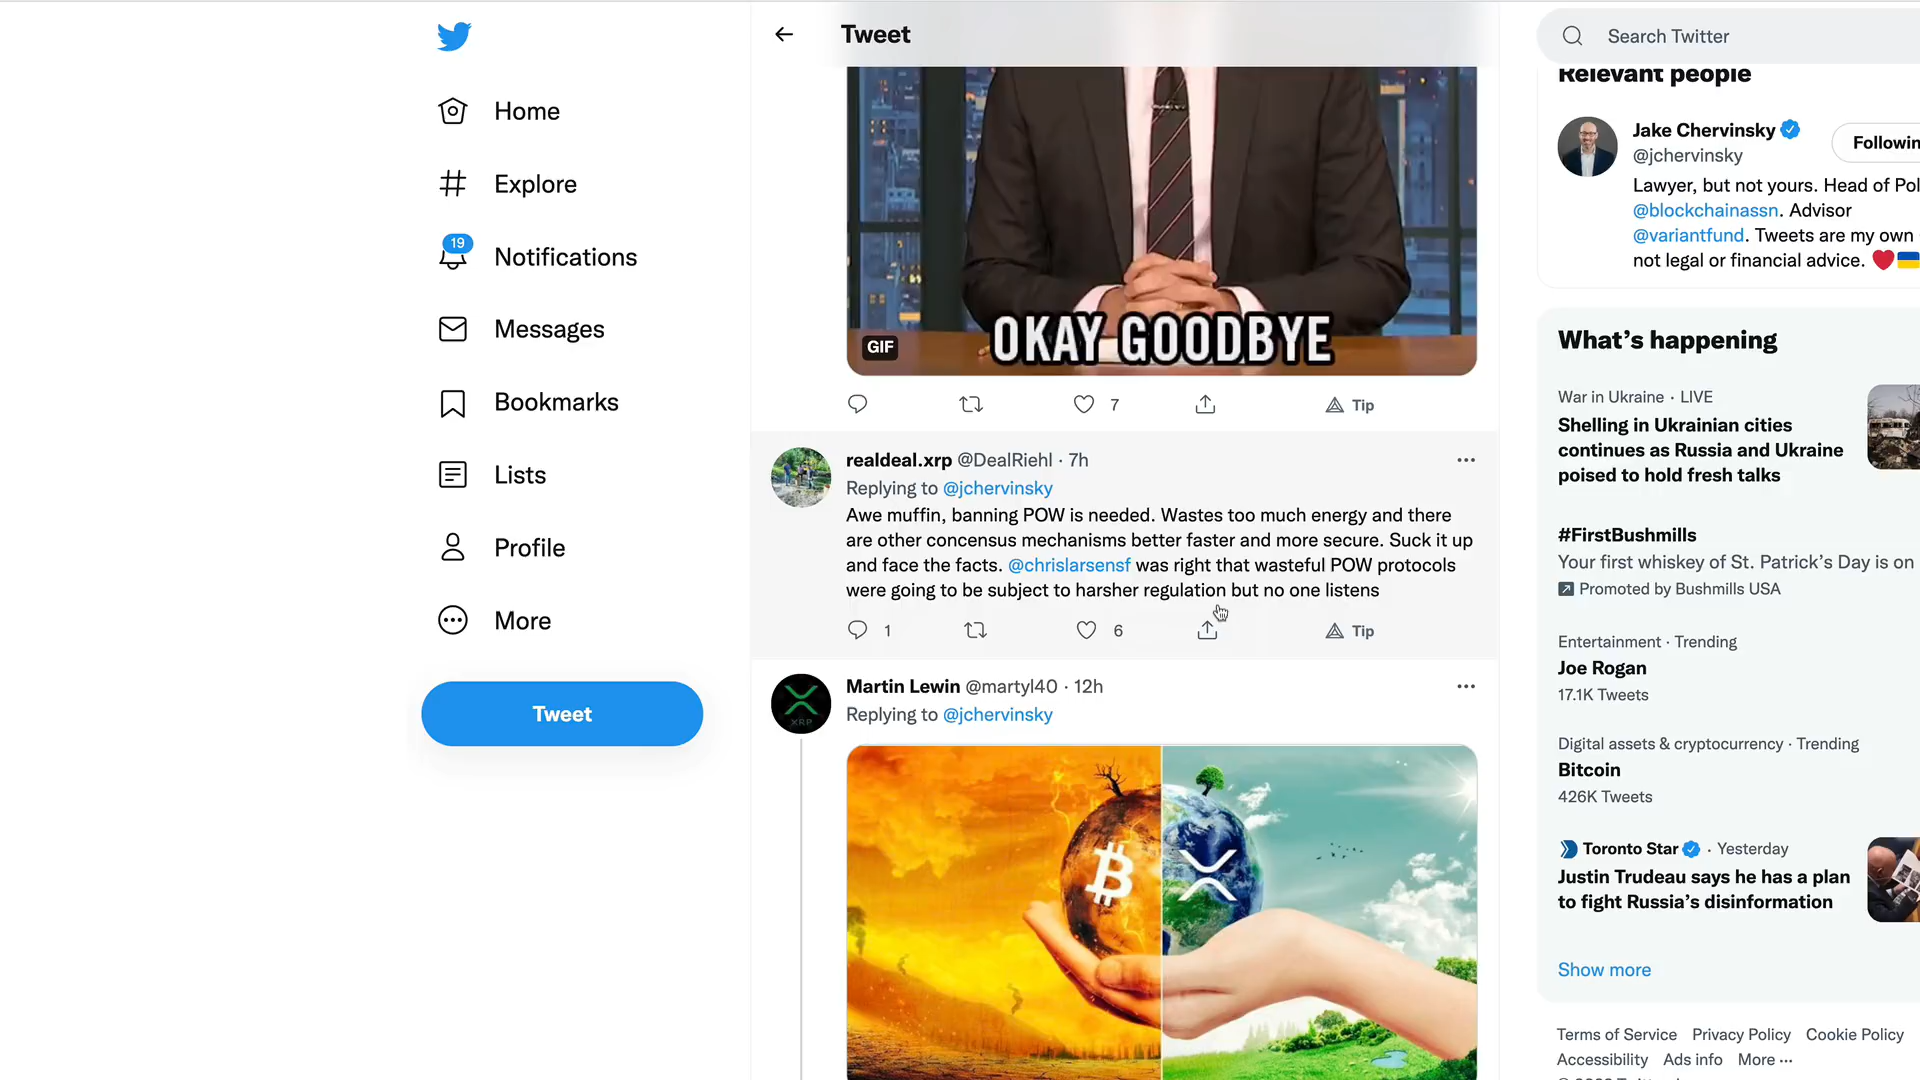 Tweet
Search Twitter
Home
Explore
19
Notifications
Messages
Bookmarks
Lists
Profile
More
Tweet
OKAY GOODBYE
GIF
7
Tip
realdeal.xrp @DealRiehl · 7h
Replying to @jchervinsky
Awe muffin, banning POW is needed. Wastes too much energy and there
are other concensus mechanisms better faster and more secure. Suck it up
and face the facts. @chrislarsensf was right that wasteful POW protocols
were going to be subject to harsher regulation but no one listens
1
6
Tip
Martin Lewin @martyl40 · 12h
Replying to @jchervinsky
XRP
Relevant people
Jake Chervinsky
@jchervinsky
Followin
Lawyer, but not yours. Head of Pol
@blockchainassn. Advisor
@variantfund. Tweets are my own
not legal or financial advice.
What's happening
War in Ukraine · LIVE
Shelling in Ukrainian cities
continues as Russia and Ukraine
poised to hold fresh talks
#FirstBushmills
Your first whiskey of St. Patrick's Day is on
Promoted by Bushmills USA
Entertainment · Trending
Joe Rogan
17.1K Tweets
Digital assets & cryptocurrency · Trending
Bitcoin
426K Tweets
Toronto Star · Yesterday
Justin Trudeau says he has a plan
to fight Russia's disinformation
Show more
Terms of Service Privacy Policy Cookie Policy
Accessibility Ads info More ···